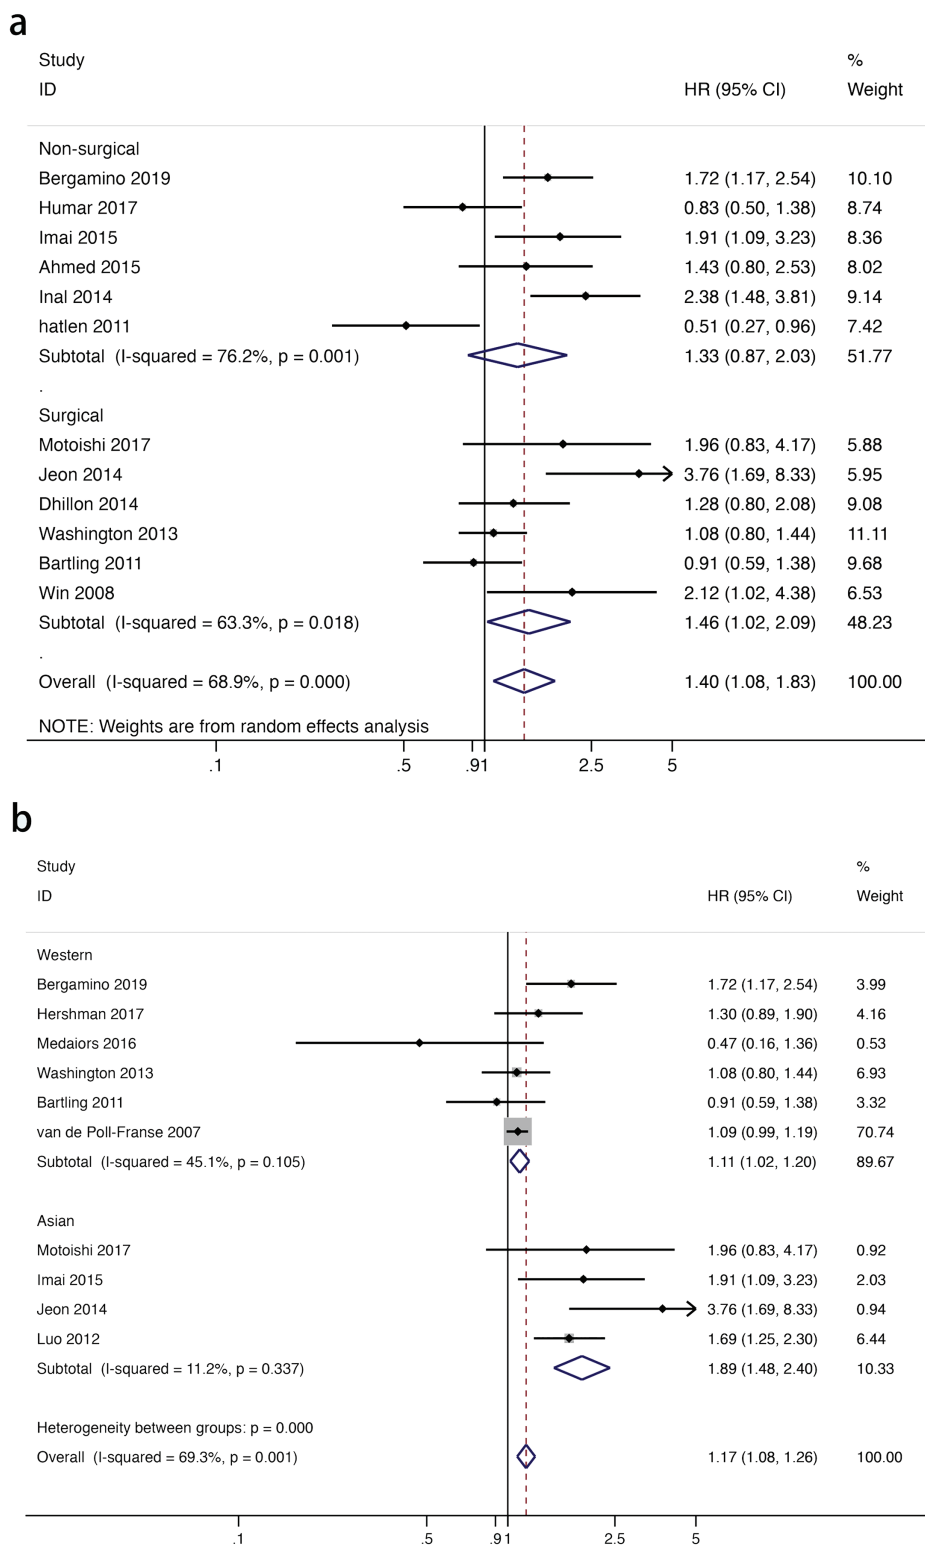 a
Study %
ID HR (95% CI) Weight
Non-surgical
Bergamino 2019 1.72 (1.17, 2.54) 10.10
Humar 2017 0.83 (0.50, 1.38) 8.74
Imai 2015 1.91 (1.09, 3.23) 8.36
Ahmed 2015 1.43 (0.80, 2.53) 8.02
Inal 2014 2.38 (1.48, 3.81) 9.14
hatlen 2011 0.51 (0.27, 0.96) 7.42
Subtotal (I-squared = 76.2%, p = 0.001) 1.33 (0.87, 2.03) 51.77
.
Surgical
Motoishi 2017 1.96 (0.83, 4.17) 5.88
Jeon 2014 3.76 (1.69, 8.33) 5.95
Dhillon 2014 1.28 (0.80, 2.08) 9.08
Washington 2013 1.08 (0.80, 1.44) 11.11
Bartling 2011 0.91 (0.59, 1.38) 9.68
Win 2008 2.12 (1.02, 4.38) 6.53
Subtotal (I-squared = 63.3%, p = 0.018) 1.46 (1.02, 2.09) 48.23
.
Overall (I-squared = 68.9%, p = 0.000) 1.40 (1.08, 1.83) 100.00
NOTE: Weights are from random effects analysis
.1 .5 .9 1 2.5 5
b
Study %
ID HR (95% CI) Weight
Western
Bergamino 2019 1.72 (1.17, 2.54) 3.99
Hershman 2017 1.30 (0.89, 1.90) 4.16
Medaiors 2016 0.47 (0.16, 1.36) 0.53
Washington 2013 1.08 (0.80, 1.44) 6.93
Bartling 2011 0.91 (0.59, 1.38) 3.32
van de Poll-Franse 2007 1.09 (0.99, 1.19) 70.74
Subtotal (I-squared = 45.1%, p = 0.105) 1.11 (1.02, 1.20) 89.67
Asian
Motoishi 2017 1.96 (0.83, 4.17) 0.92
Imai 2015 1.91 (1.09, 3.23) 2.03
Jeon 2014 3.76 (1.69, 8.33) 0.94
Luo 2012 1.69 (1.25, 2.30) 6.44
Subtotal (I-squared = 11.2%, p = 0.337) 1.89 (1.48, 2.40) 10.33
Heterogeneity between groups: p = 0.000
Overall (I-squared = 69.3%, p = 0.001) 1.17 (1.08, 1.26) 100.00
.1 .5 .9 1 2.5 5